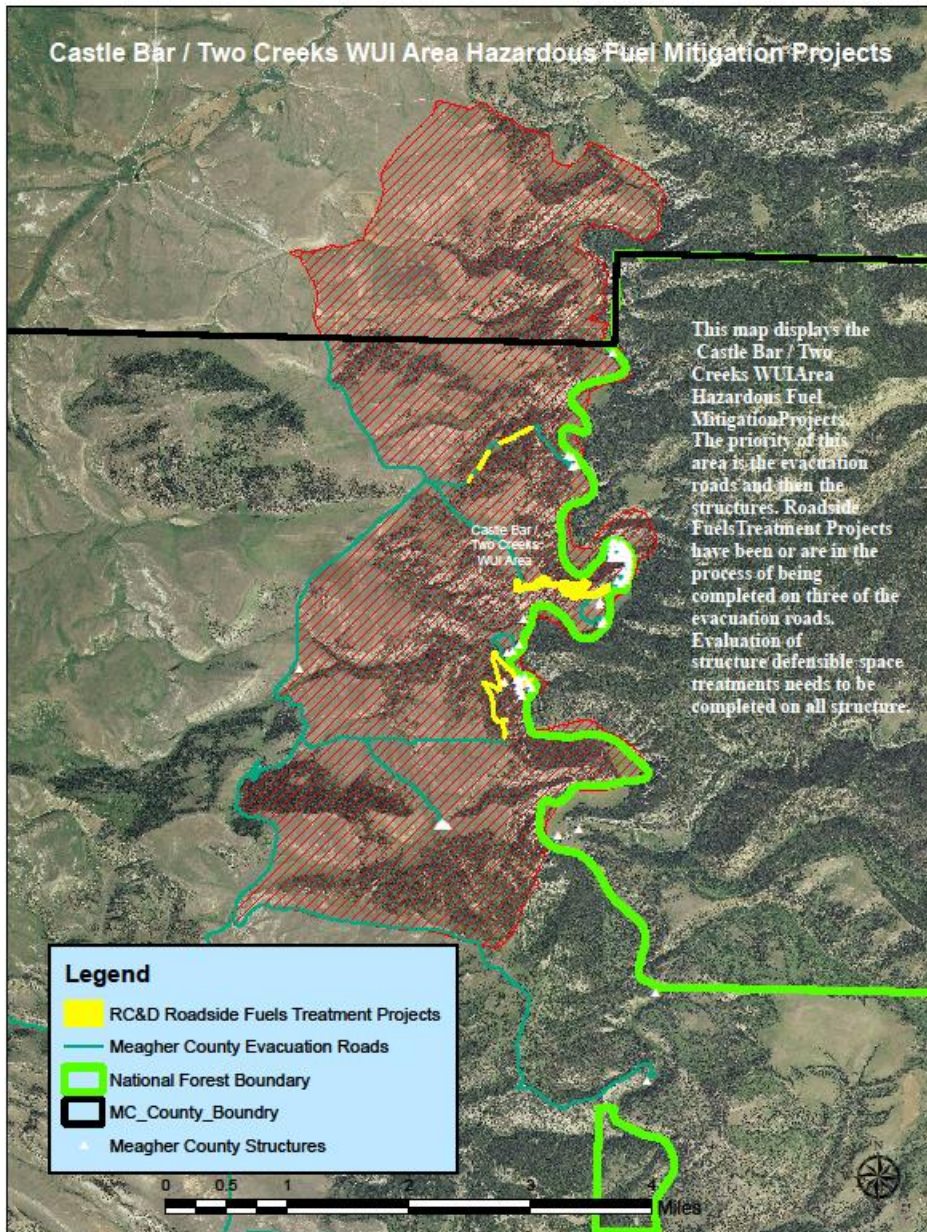 Castle Bar / Two Creeks WUI Area Hazardous Fuel Mitigation Projects
This map displays the
Castle Bar / Two
Creeks WUIArea
Hazardous Fuel
MitigationProjects.
The priority of this
area is the evacuation
roads and then the
structures. Roadside
FuelsTreatment Projects
have been or are in the
process of being
completed on three of the
evacuation roads.
Evaluation of
structure defensible space
treatments needs to be
completed on all structure.
Castle Bar /
Two Creeks
WUI Area
Legend
RC&D Roadside Fuels Treatment Projects
Meagher County Evacuation Roads
National Forest Boundary
MC_County_Boundry
Meagher County Structures
0 0.5 1 2 3 4
Miles